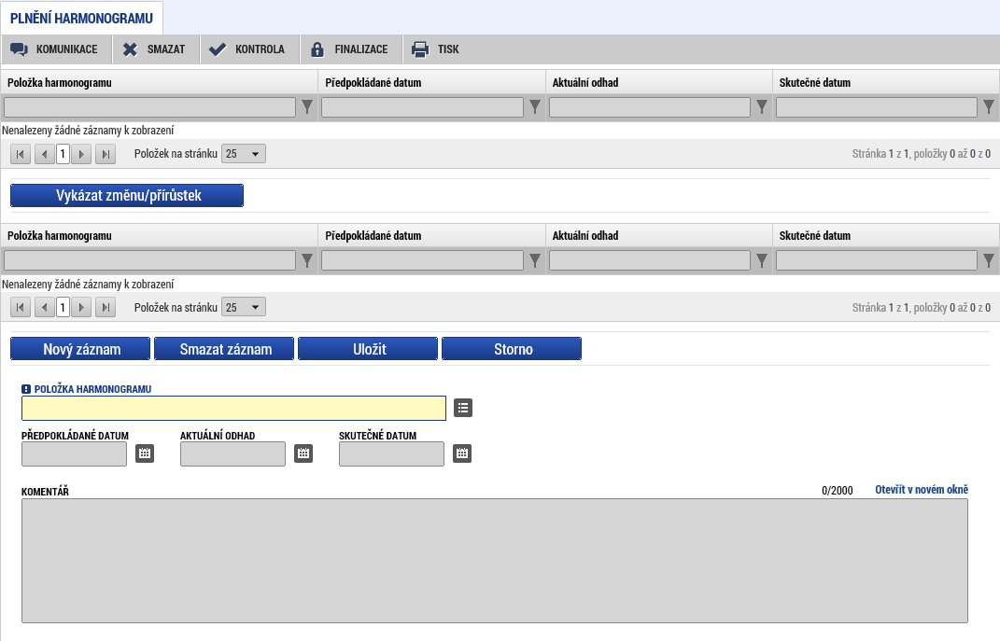 PLNĚNÍ HARMONOGRAMU
KOMUNIKACE SMAZAT KONTROLA FINALIZACE TISK
Položka harmonogramu Předpokládané datum Aktuální odhad Skutečné datum
Nenalezeny žádné záznamy k zobrazení
1 Položek na stránku 25 Stránka 1 z 1, položky 0 až 0 z 0
Vykázat změnu/přírůstek
Položka harmonogramu Předpokládané datum Aktuální odhad Skutečné datum
Nenalezeny žádné záznamy k zobrazení
1 Položek na stránku 25 Stránka 1 z 1, položky 0 až 0 z 0
Nový záznam Smazat záznam Uložit Storno
POLOŽKA HARMONOGRAMU
PŘEDPOKLÁDANÉ DATUM AKTUÁLNÍ ODHAD SKUTEČNÉ DATUM
KOMENTÁŘ 0/2000 Otevřít v novém okně